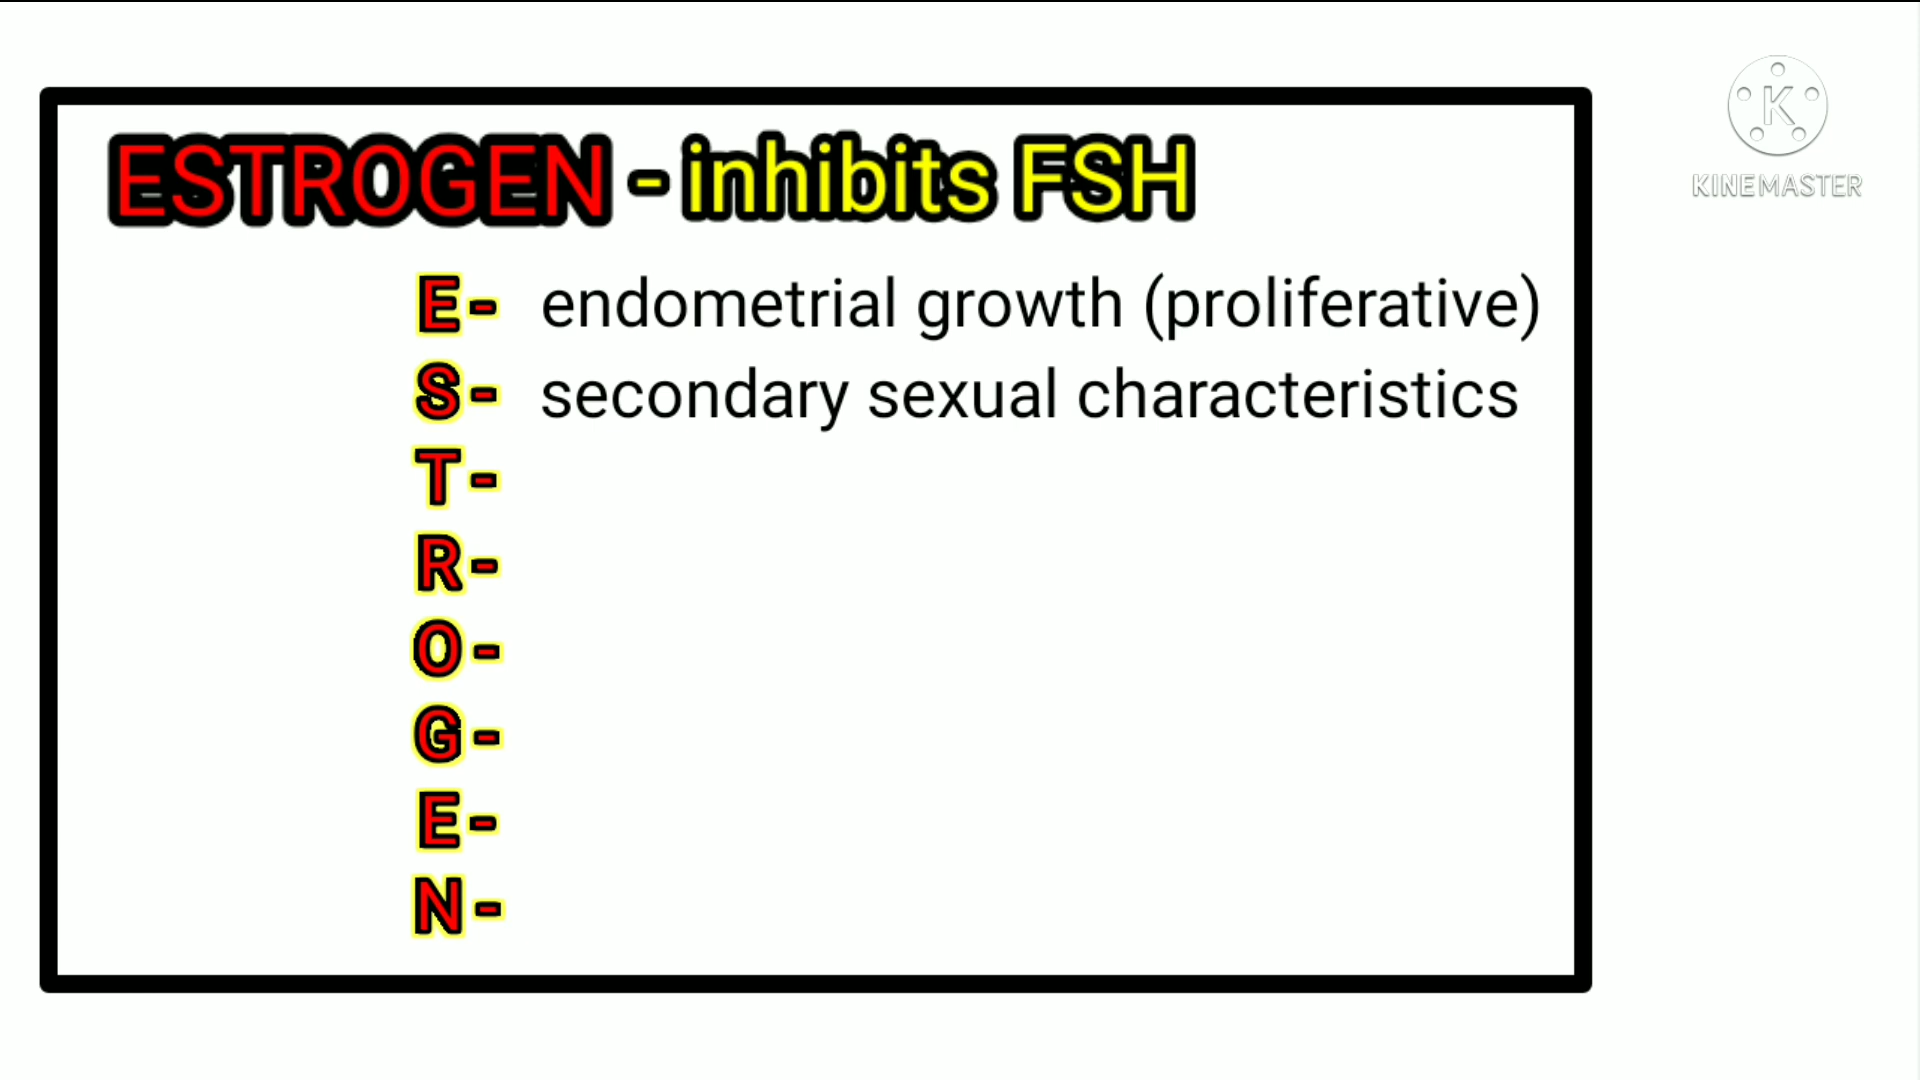 ESTROGEN - inhibits FSH
E - endometrial growth (proliferative)
S - secondary sexual characteristics
T -
R -
O -
G -
E -
N -
K
KINEMASTER